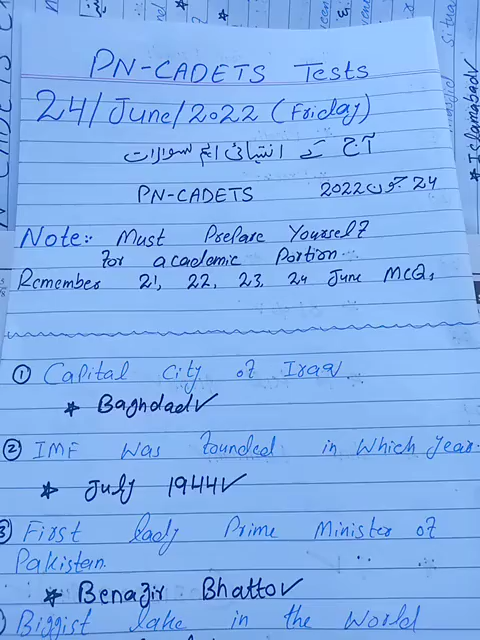 PN-CADETS Tests
24/June/2022 (Friday)
آج کے انتہائی اہم سوالات
PN-CADETS 24 جون 2022
Note:- Must Prepare Yourself
for academic Portion
Remember 21, 22, 23, 24 June McQs
① Capital City of Iraq
* Baghdad✓
② IMF was founded in which year.
* July 1944✓
3 First lady Prime Minister of
Pakistan.
* Benazir Bhatto✓
Biggist lake in the World
* Islamabad✓